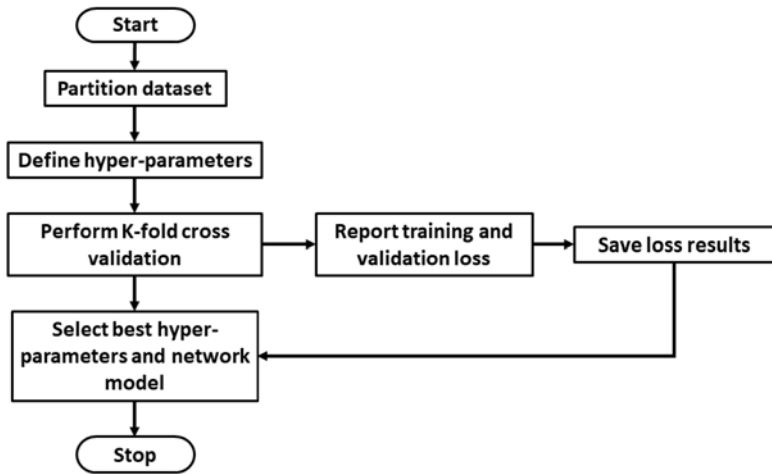 Start
Partition dataset
Define hyper-parameters
Perform K-fold cross
validation
Report training and
validation loss
Save loss results
Select best hyper-
parameters and network
model
Stop